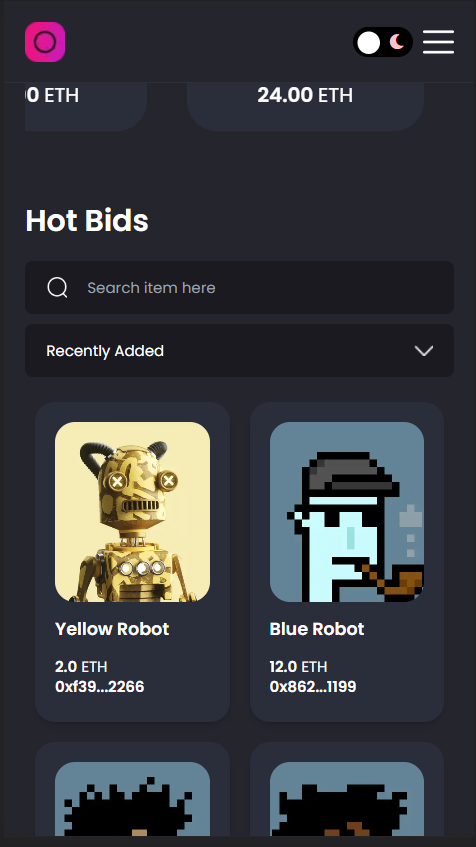 0 ETH
24.00 ETH
Hot Bids
Search item here
Recently Added
Yellow Robot
2.0 ETH
0xf39...2266
Blue Robot
12.0 ETH
0x862...1199